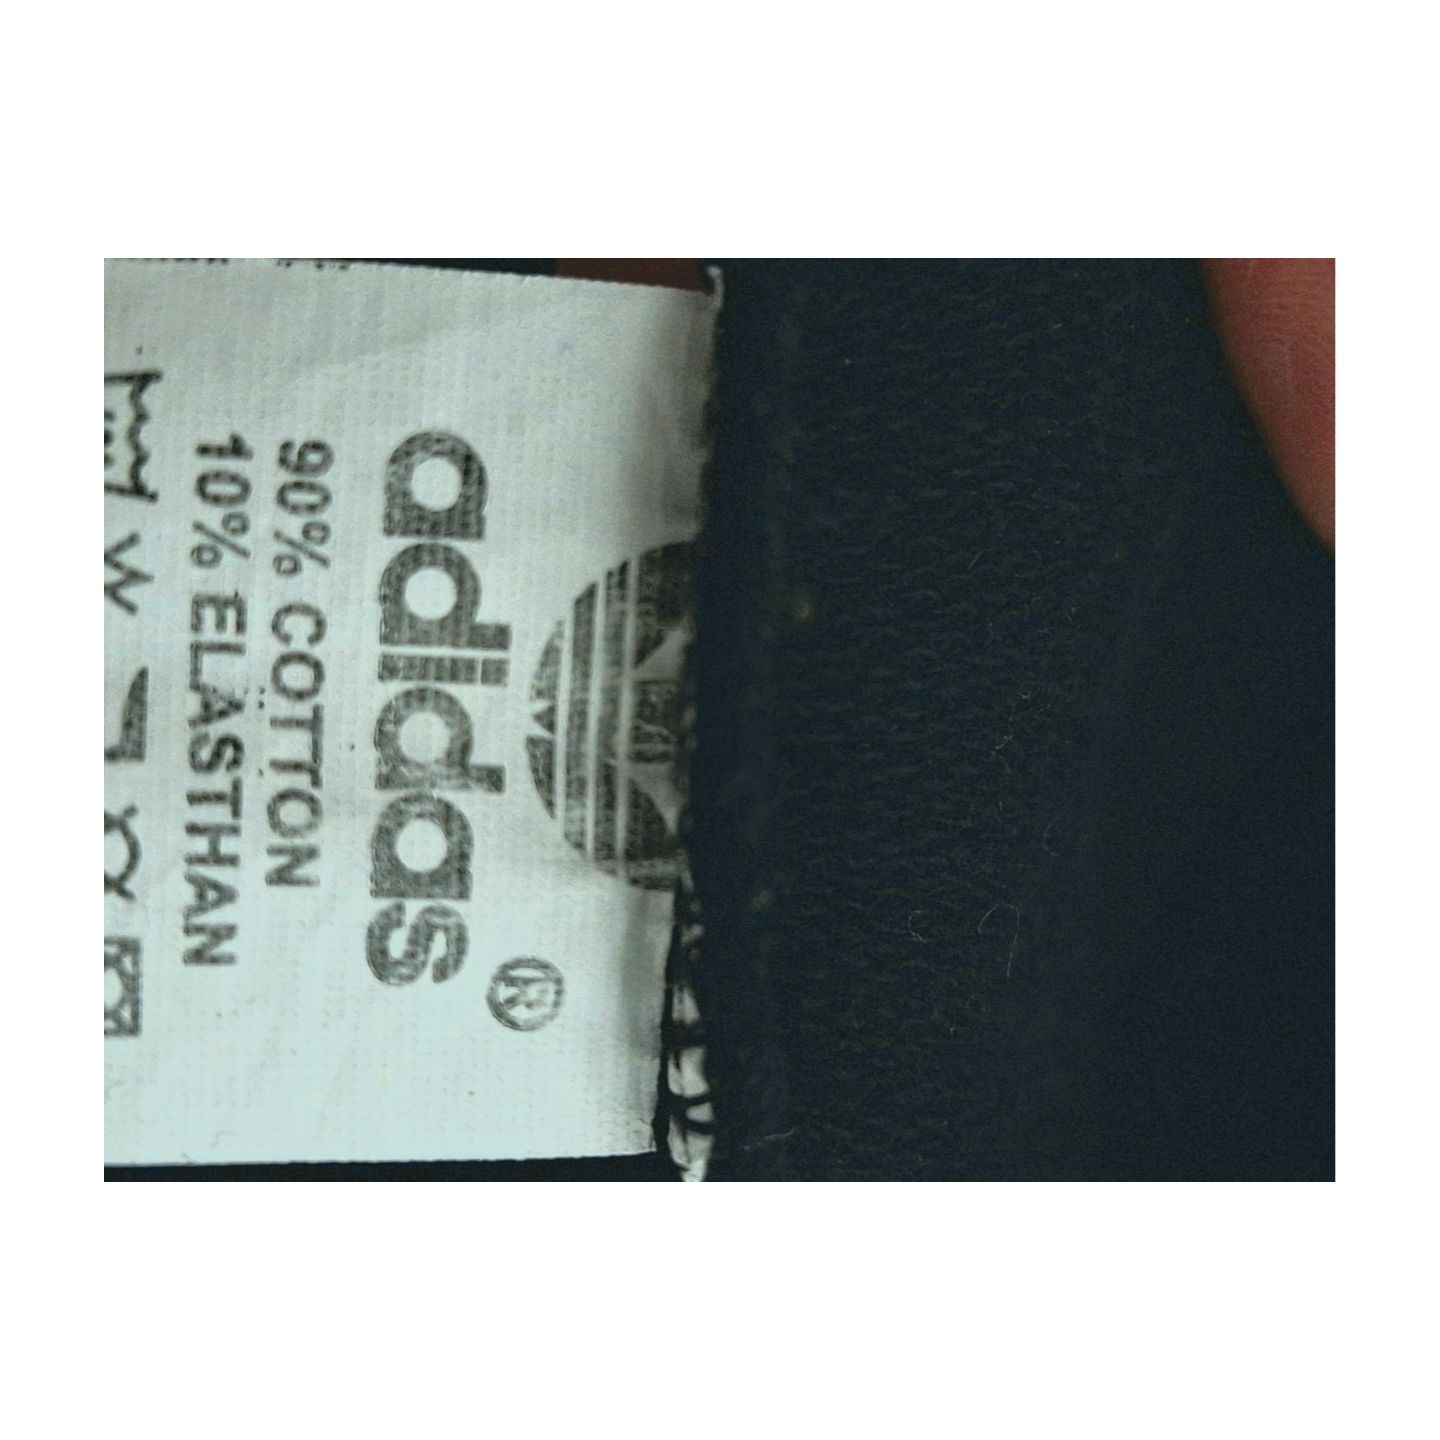 adidas ®
90% COTTON
10% ELASTHAN